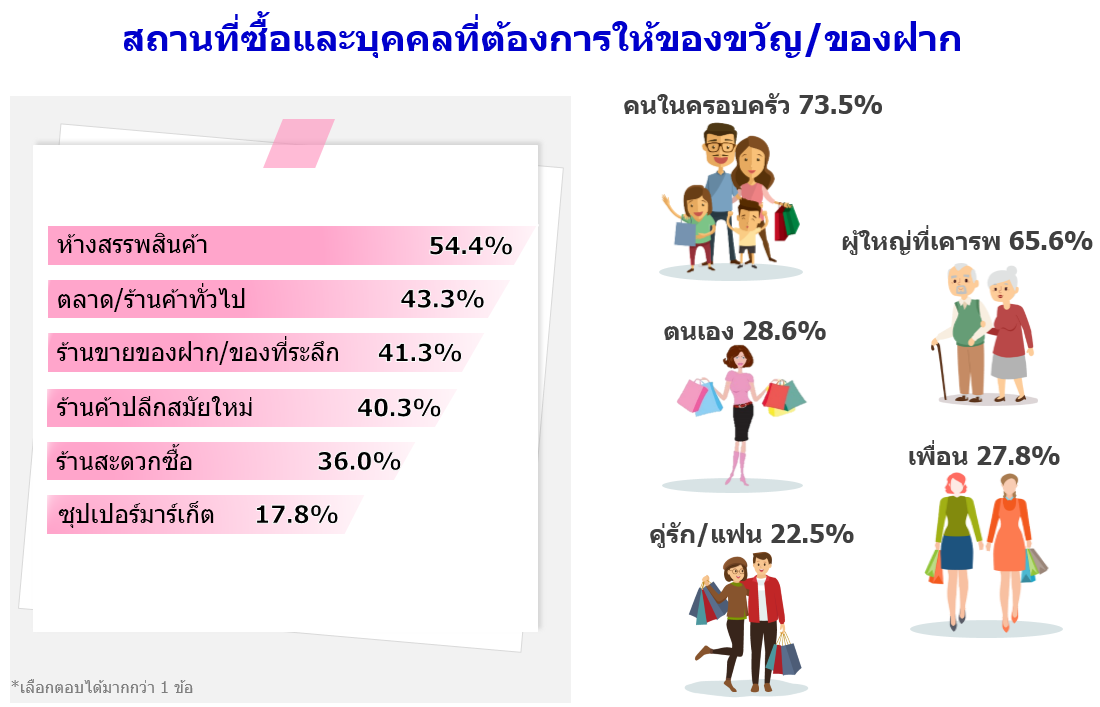 สถานที่ซื้อและบุคคลที่ต้องการให้ของขวัญ/ของฝาก
ห้างสรรพสินค้า 54.4%
ตลาด/ร้านค้าทั่วไป 43.3%
ร้านขายของฝาก/ของที่ระลึก 41.3%
ร้านค้าปลีกสมัยใหม่ 40.3%
ร้านสะดวกซื้อ 36.0%
ซุปเปอร์มาร์เก็ต 17.8%
*เลือกตอบได้มากกว่า 1 ข้อ
คนในครอบครัว 73.5%
ผู้ใหญ่ที่เคารพ 65.6%
ตนเอง 28.6%
เพื่อน 27.8%
คู่รัก/แฟน 22.5%